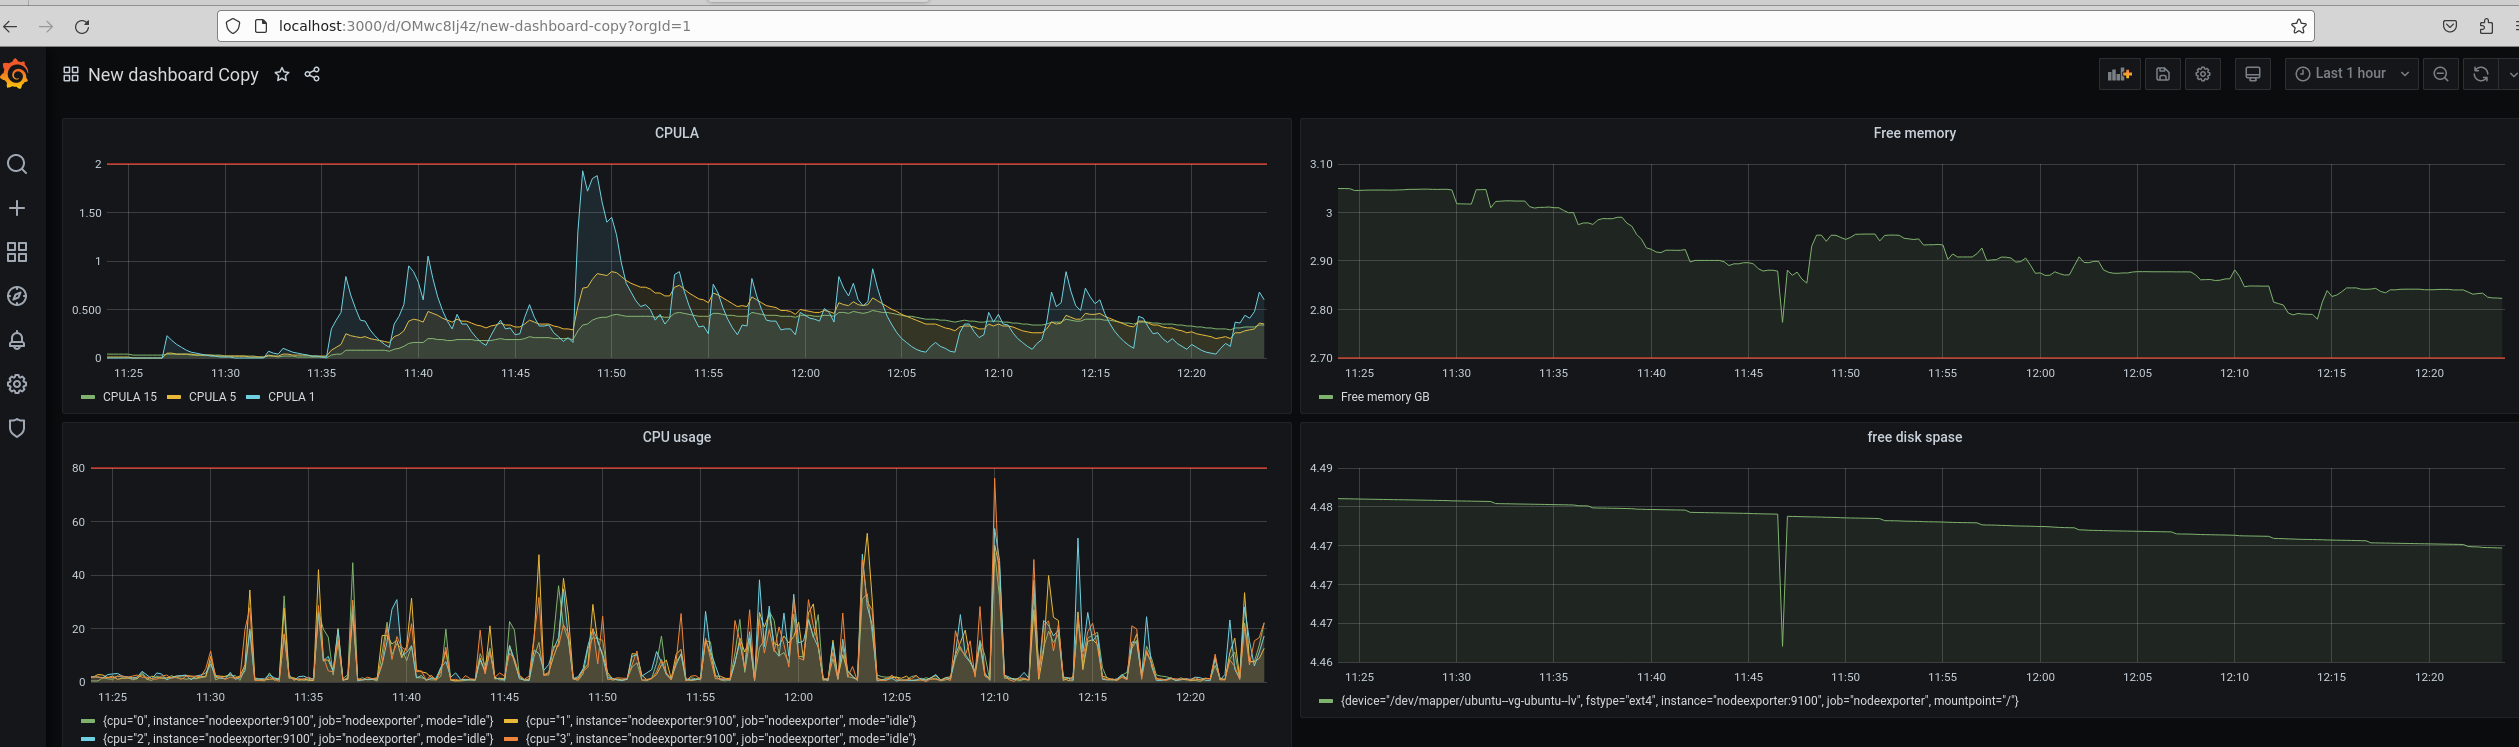 localhost:3000/d/OMwc8Ij4z/new-dashboard-copy?orgId=1
New dashboard Copy
Last 1 hour
CPULA
2
1.50
1
0.500
0
11:25 11:30 11:35 11:40 11:45 11:50 11:55 12:00 12:05 12:10 12:15 12:20
CPULA 15 CPULA 5 CPULA 1
Free memory
3.10
3
2.90
2.80
2.70
11:25 11:30 11:35 11:40 11:45 11:50 11:55 12:00 12:05 12:10 12:15 12:20
Free memory GB
CPU usage
80
60
40
20
0
11:25 11:30 11:35 11:40 11:45 11:50 11:55 12:00 12:05 12:10 12:15 12:20
{cpu="0", instance="nodeexporter:9100", job="nodeexporter", mode="idle"} {cpu="1", instance="nodeexporter:9100", job="nodeexporter", mode="idle"}
{cpu="2", instance="nodeexporter:9100", job="nodeexporter", mode="idle"} {cpu="3", instance="nodeexporter:9100", job="nodeexporter", mode="idle"}
free disk spase
4.49
4.48
4.47
4.47
4.47
4.46
11:25 11:30 11:35 11:40 11:45 11:50 11:55 12:00 12:05 12:10 12:15 12:20
{device="/dev/mapper/ubuntu--vg-ubuntu--lv", fstype="ext4", instance="nodeexporter:9100", job="nodeexporter", mountpoint="/"}